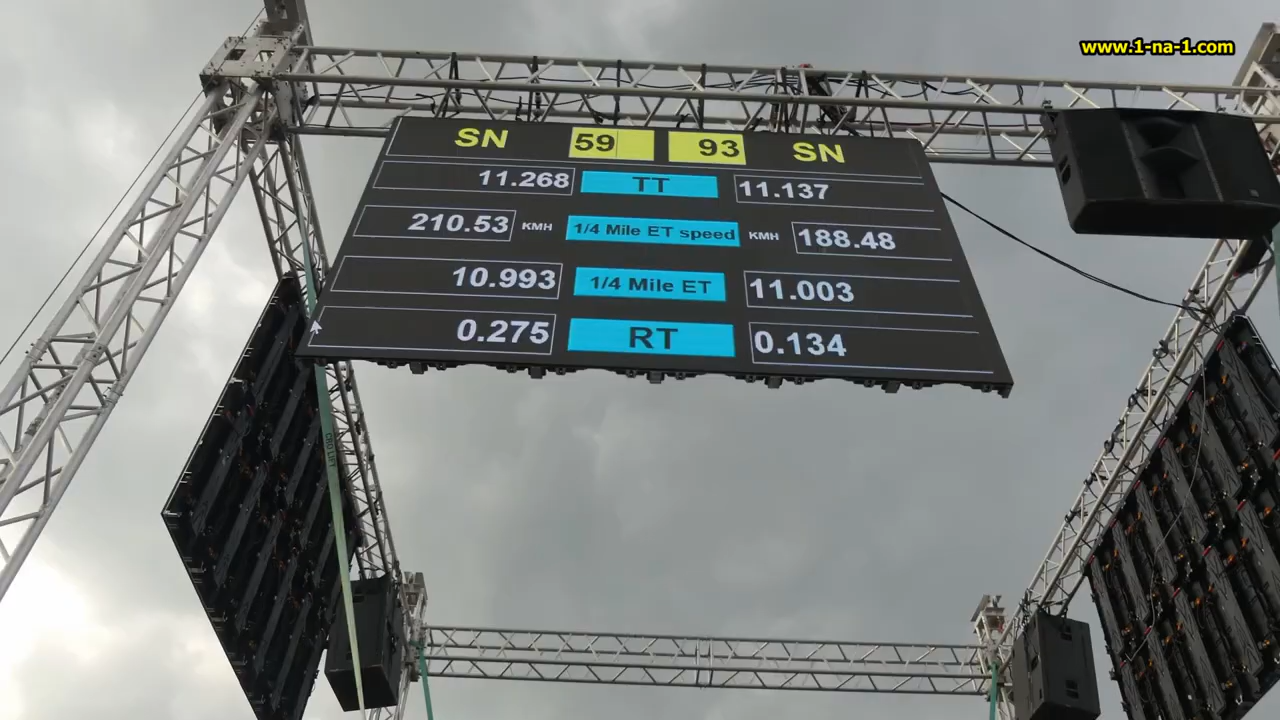 www.1-na-1.com
SN 59 93 SN
11.268 TT 11.137
210.53 KMH 1/4 Mile ET speed KMH 188.48
10.993 1/4 Mile ET 11.003
0.275 RT 0.134